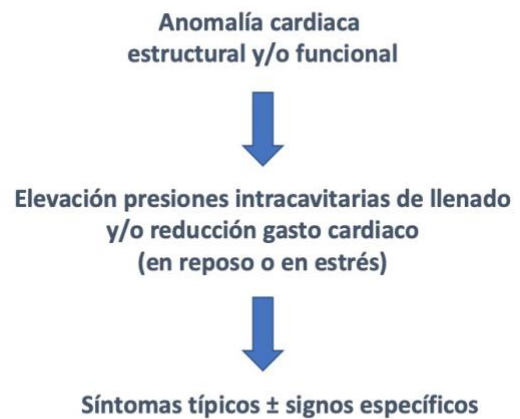 Anomalía cardiaca
estructural y/o funcional
Elevación presiones intracavitarias de llenado
y/o reducción gasto cardiaco
(en reposo o en estrés)
Síntomas típicos ± signos específicos